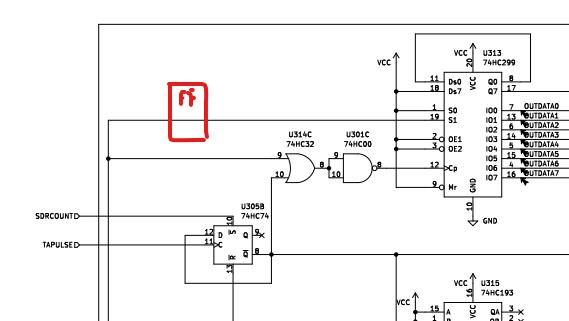 VCC
U313
74HC299
VCC
20
VCC
11
Ds0
Q0
8
18
Ds7
Q7
17
1
S0
IO0
7
OUTDATA0
19
S1
IO1
13
OUTDATA1
IO2
6
OUTDATA2
2
OE1
IO3
14
OUTDATA3
3
OE2
IO4
5
OUTDATA4
IO5
15
OUTDATA5
12
Cp
IO6
4
OUTDATA6
IO7
16
OUTDATA7
9
Mr
GND
10
GND
U314C
74HC32
9
10
8
U301C
74HC00
9
10
8
SDRCOUNT
TAPULSE
U305B
74HC74
10
12
D
S
Q
9
11
C
R
Q
8
13
VCC
U315
74HC193
VCC
16
VCC
15
A
QA
3
1
B
QB
2